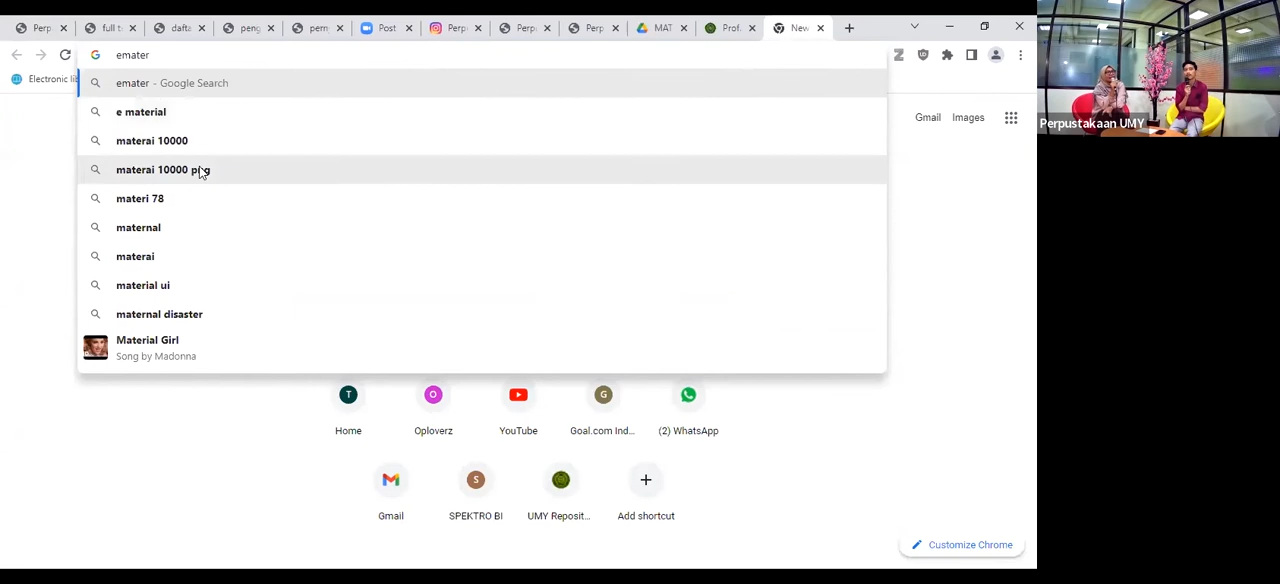 Perp
full t
dafta
peng
perny
Post
Perp
Perp
Perp
MAT
Prof.
New
emater
Electronic lib
emater - Google Search
e material
materai 10000
materai 10000 png
materi 78
maternal
materai
material ui
maternal disaster
Material Girl
Song by Madonna
Gmail
Images
Perpustakaan UMY
T
O
G
Home
Oploverz
YouTube
Goal.com Ind...
(2) WhatsApp
S
Gmail
SPEKTRO BI
UMY Reposit...
Add shortcut
Customize Chrome